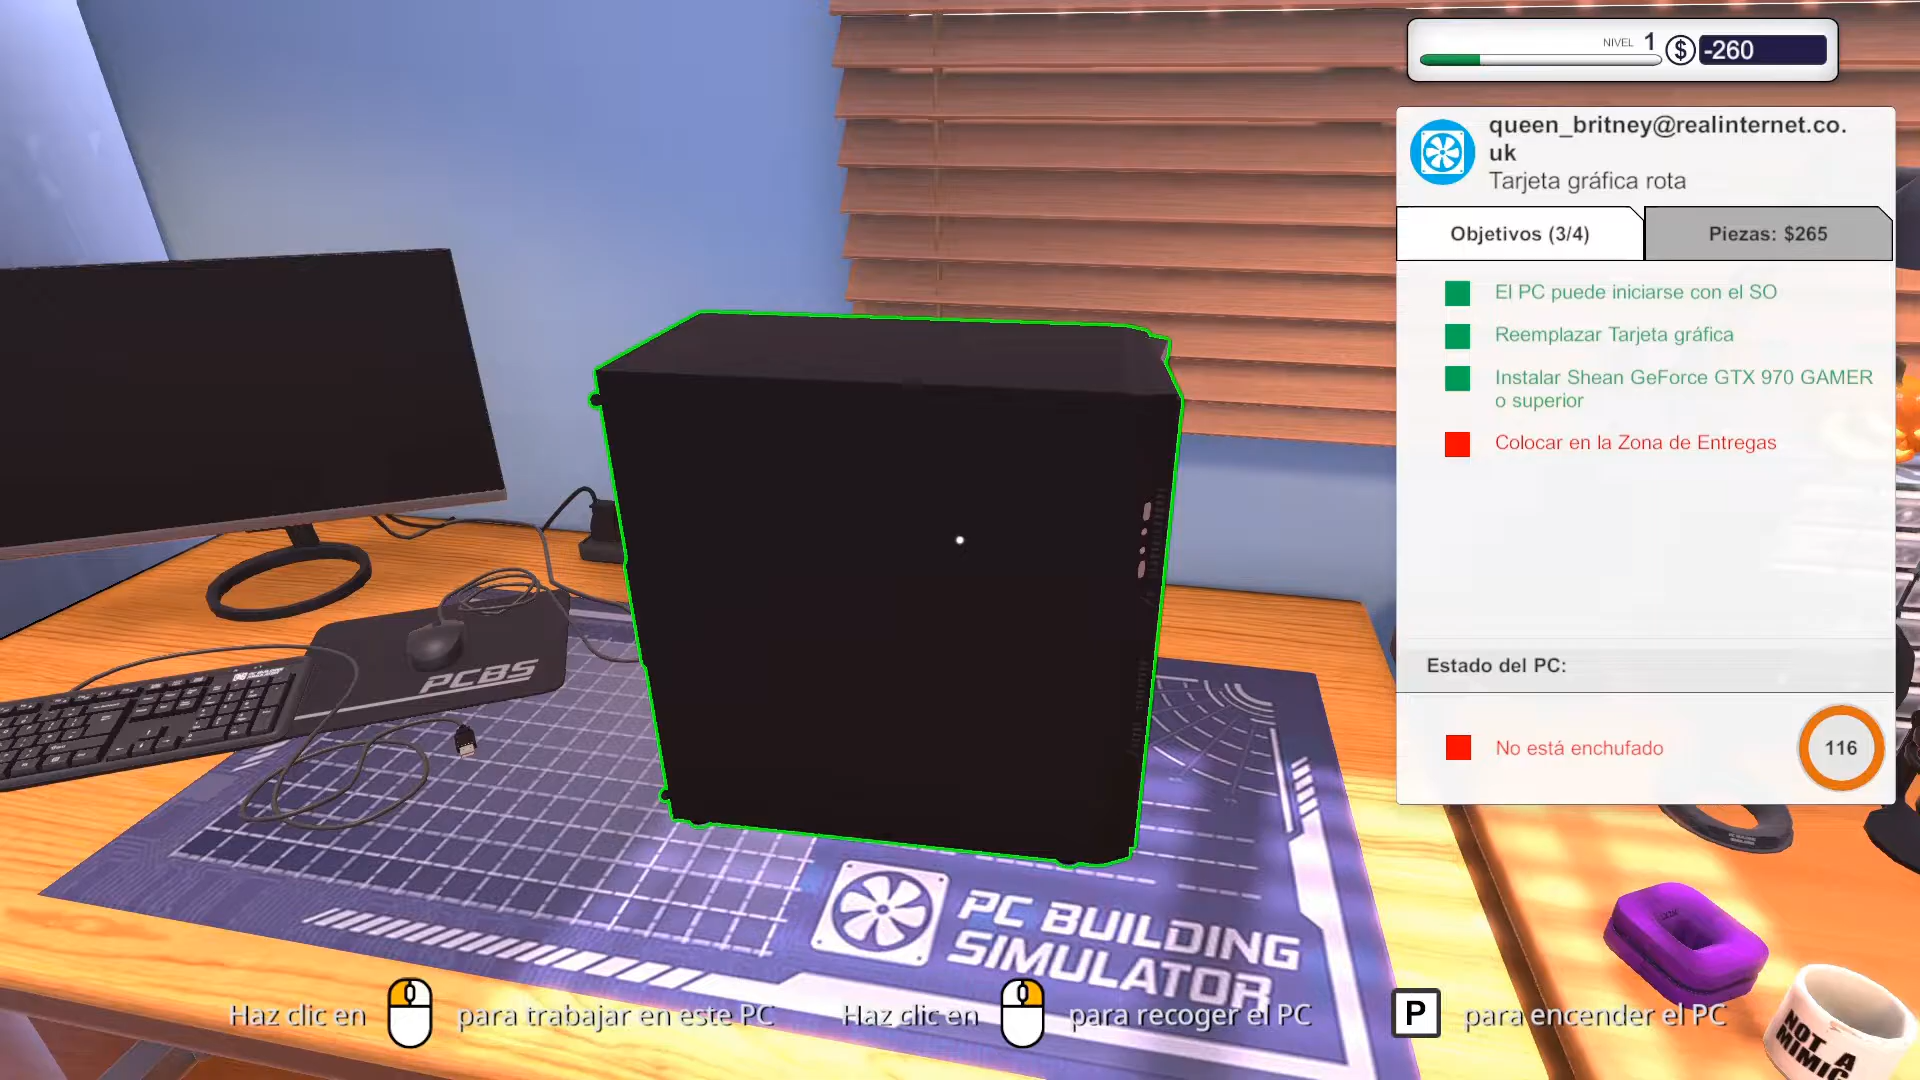 NIVEL 1 $ -260
queen_britney@realinternet.co.
uk
Tarjeta gráfica rota
Objetivos (3/4)
Piezas: $265
El PC puede iniciarse con el SO
Reemplazar Tarjeta gráfica
Instalar Shean GeForce GTX 970 GAMER
o superior
Colocar en la Zona de Entregas
Estado del PC:
No está enchufado
116
PCBS
PC BUILDING
SIMULATOR
Haz clic en para trabajar en este PC
Haz clic en para recoger el PC
P para encender el PC
NOT A
MIMIC